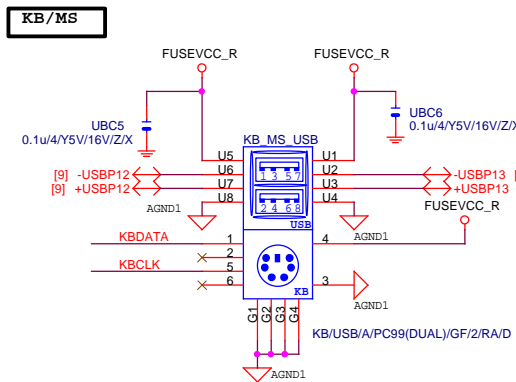 KB/MS
FUSEVCC_R
FUSEVCC_R
UBC5
0.1u/4/Y5V/16V/Z/X
UBC6
0.1u/4/Y5V/16V/Z/X
KB_MS_USB
U5
U1
1 3 5 7
[9] -USBP12
U6
U2
-USBP13 [
[9] +USBP12
U7
U3
+USBP13
U8
2 4 6 8
U4
FUSEVCC_R
AGND1
USB
AGND1
KBDATA
1
4
2
KBCLK
5
6
3
KB
AGND1
G1
G2
G3
G4
KB/USB/A/PC99(DUAL)/GF/2/RA/D
AGND1